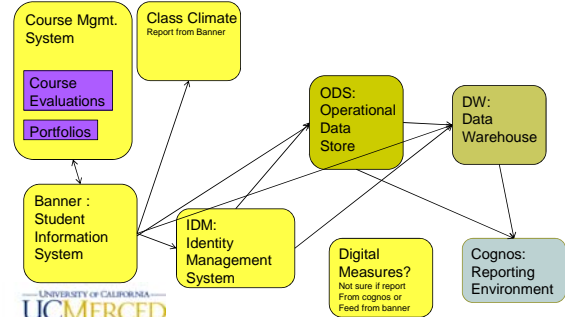 Course Mgmt.
System
Course
Evaluations
Portfolios
Class Climate
Report from Banner
ODS:
Operational
Data
Store
DW:
Data
Warehouse
Banner :
Student
Information
System
IDM:
Identity
Management
System
Digital
Measures?
Not sure if report
From cognos or
Feed from banner
Cognos:
Reporting
Environment
UNIVERSITY OF CALIFORNIA
UCMERCED